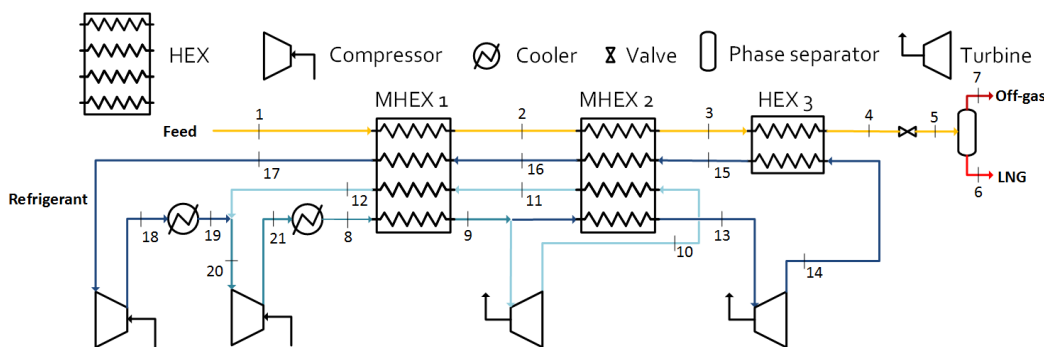 HEX
Compressor
Cooler
Valve
Phase separator
Turbine
MHEX 1
MHEX 2
HEX 3
7
Off-gas
Feed
1
2
3
4
5
17
16
15
6
LNG
Refrigerant
12
11
18
19
21
8
9
13
20
10
14